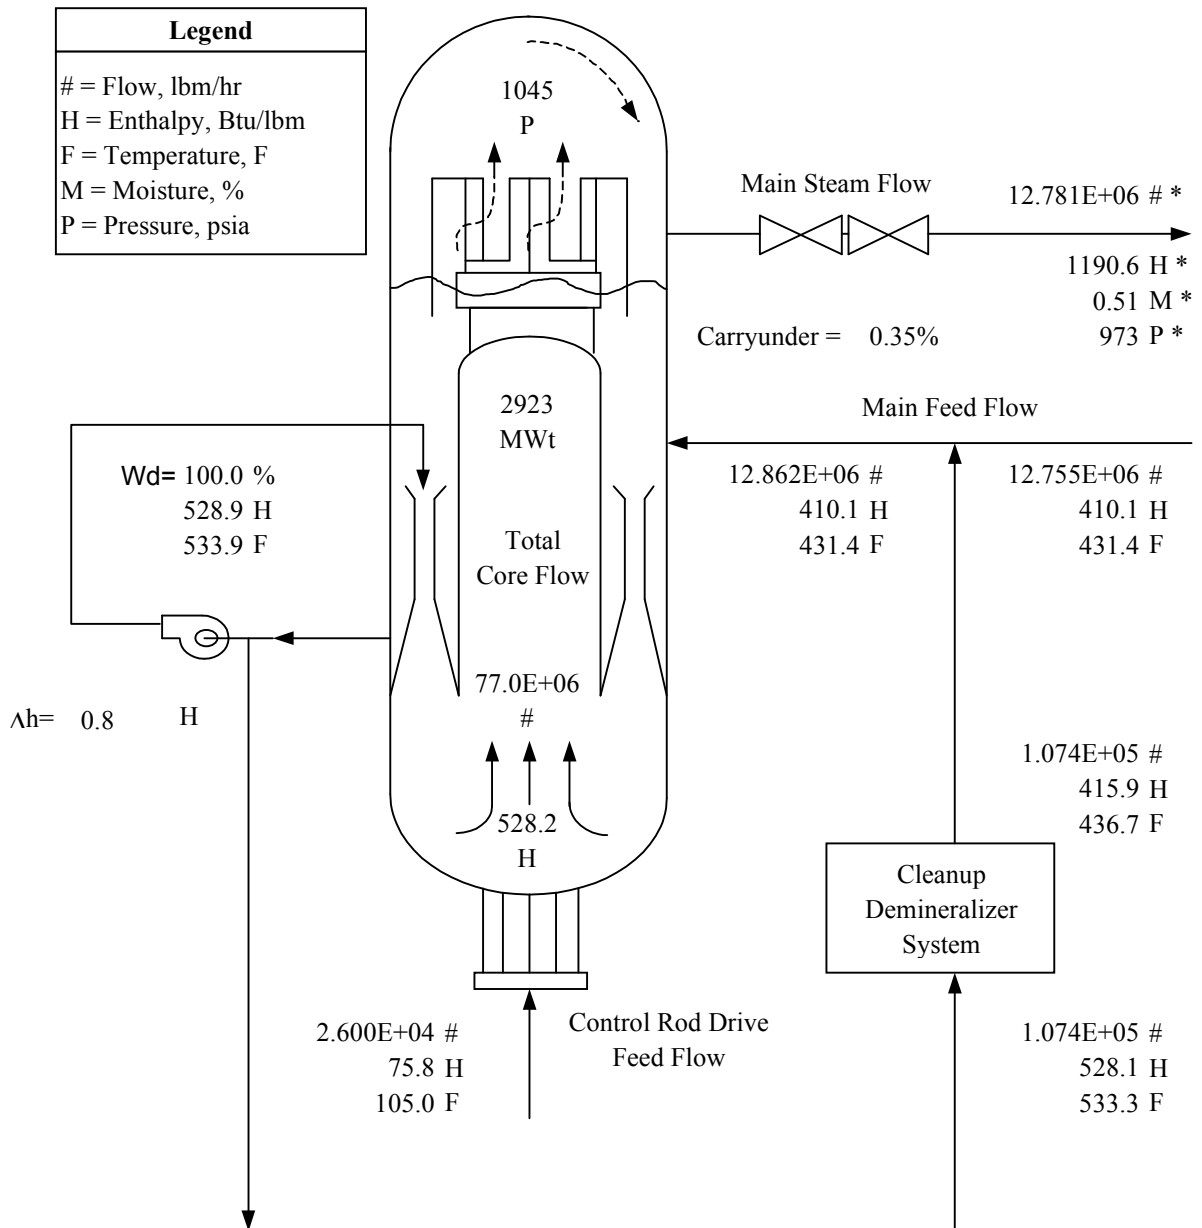 Legend
# = Flow, lbm/hr
H = Enthalpy, Btu/lbm
F = Temperature, F
M = Moisture, %
P = Pressure, psia
1045
P
Main Steam Flow
12.781E+06 # *
1190.6 H *
0.51 M *
973 P *
Carryunder = 0.35%
2923
MWt
Main Feed Flow
Wd= 100.0 %
528.9 H
533.9 F
12.862E+06 #
410.1 H
431.4 F
12.755E+06 #
410.1 H
431.4 F
Total
Core Flow
77.0E+06
#
Δh= 0.8 H
1.074E+05 #
415.9 H
436.7 F
528.2
H
Cleanup
Demineralizer
System
2.600E+04 #
75.8 H
105.0 F
Control Rod Drive
Feed Flow
1.074E+05 #
528.1 H
533.3 F